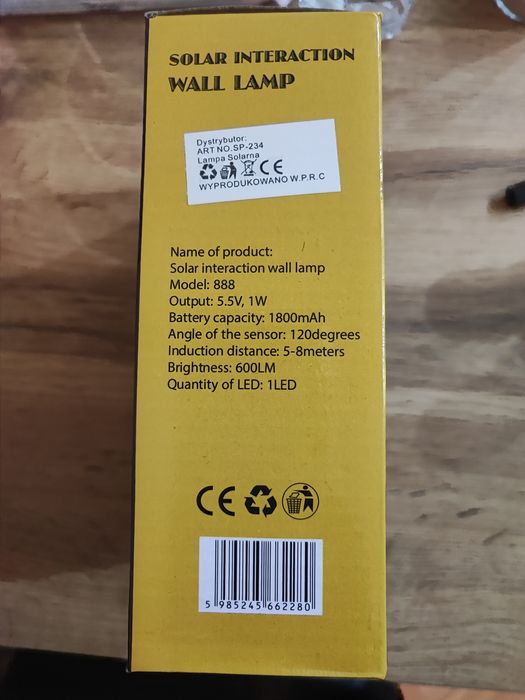 SOLAR INTERACTION
WALL LAMP
Dystrybutor:
ART NO.SP-234
Lampa Solarna
CE
WYPRODUKOWANO W.P.R.C
Name of product:
Solar interaction wall lamp
Model: 888
Output: 5.5V, 1W
Battery capacity: 1800mAh
Angle of the sensor: 120degrees
Induction distance: 5-8meters
Brightness: 600LM
Quantity of LED: 1LED
CE
5 985245 662280